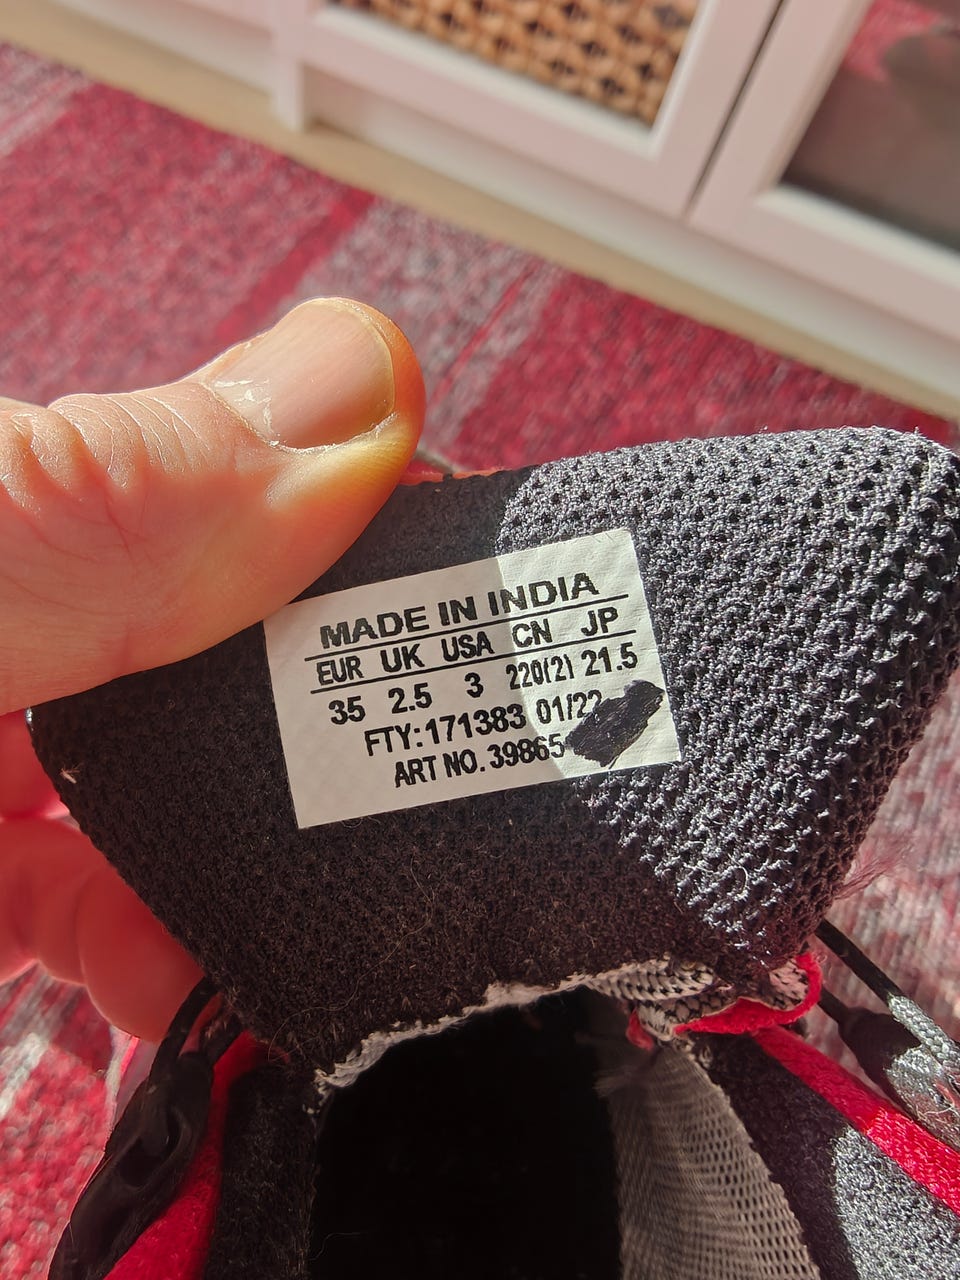 MADE IN INDIA
EUR UK USA CN JP
35 2.5 3 220(2) 21.5
FTY:171383 01/22
ART NO. 39865